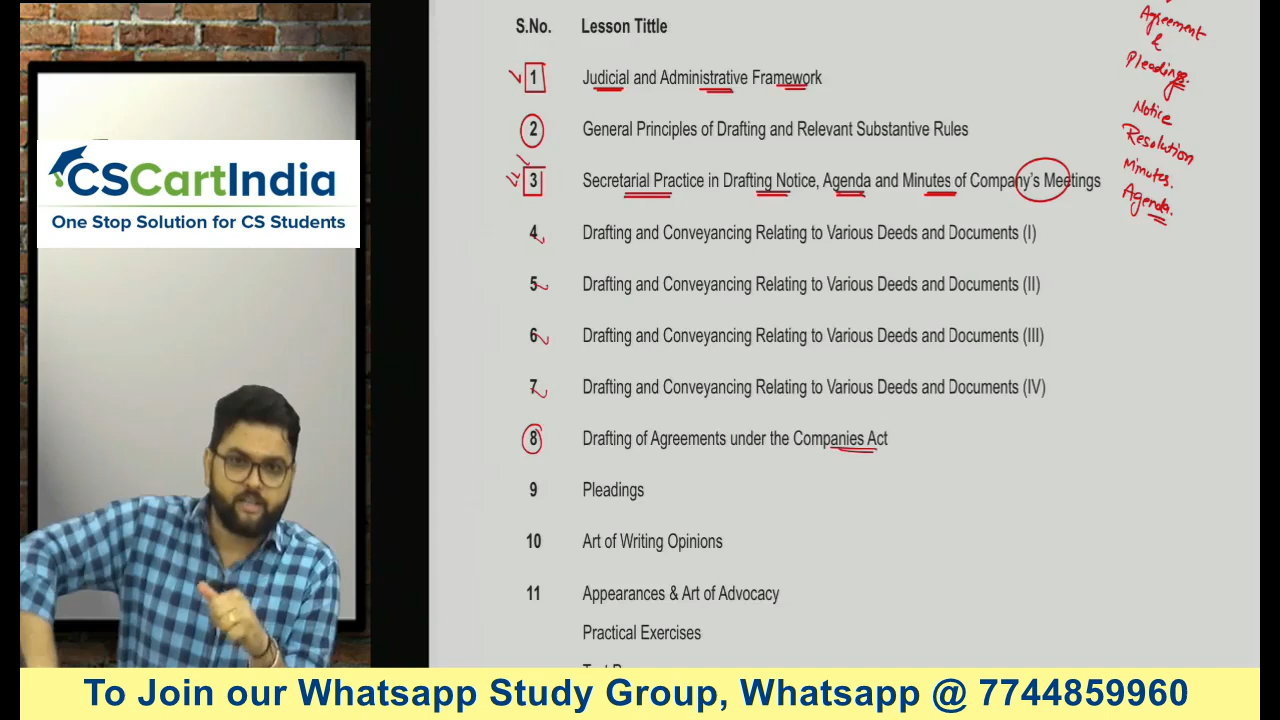 S.No. Lesson Tittle
1 Judicial and Administrative Framework
2 General Principles of Drafting and Relevant Substantive Rules
3 Secretarial Practice in Drafting Notice, Agenda and Minutes of Company's Meetings
4 Drafting and Conveyancing Relating to Various Deeds and Documents (I)
5 Drafting and Conveyancing Relating to Various Deeds and Documents (II)
6 Drafting and Conveyancing Relating to Various Deeds and Documents (III)
7 Drafting and Conveyancing Relating to Various Deeds and Documents (IV)
8 Drafting of Agreements under the Companies Act
9 Pleadings
10 Art of Writing Opinions
11 Appearances & Art of Advocacy
Practical Exercises
Agreement
&
Pleadings.
Notice
Resolution
Minutes.
Agenda.
CSCartIndia
One Stop Solution for CS Students
To Join our Whatsapp Study Group, Whatsapp @ 7744859960